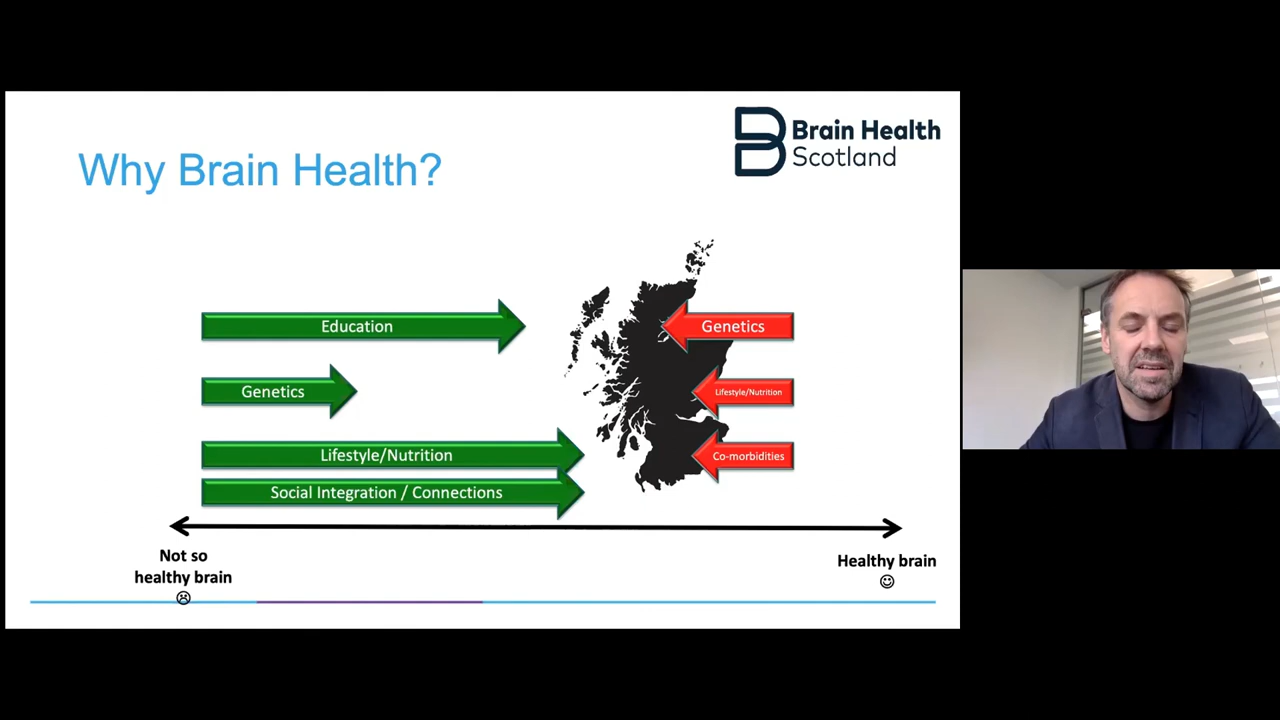 Brain Health
Scotland
Why Brain Health?
Education
Genetics
Genetics
Lifestyle/Nutrition
Lifestyle/Nutrition
Co-morbidities
Social Integration / Connections
Not so
healthy brain
Healthy brain